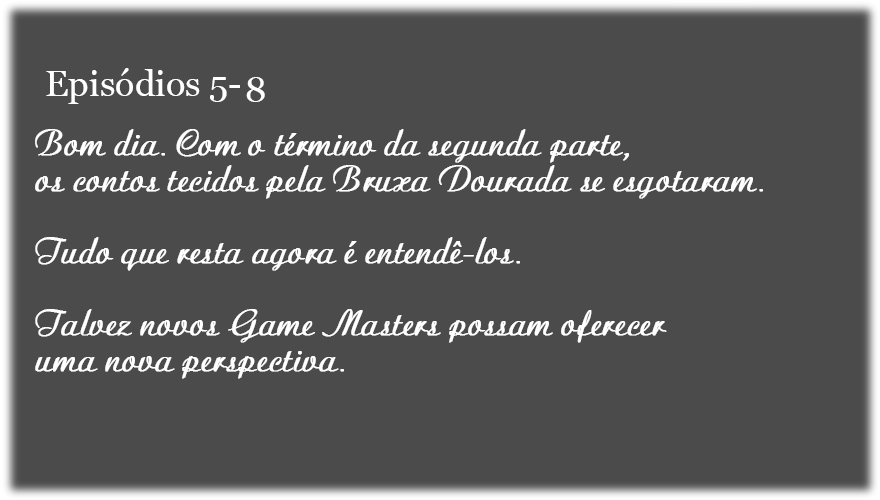 Episódios 5-8
Bom dia. Com o término da segunda parte,
os contos tecidos pela Bruxa Dourada se esgotaram.
Tudo que resta agora é entendê-los.
Talvez novos Game Masters possam oferecer
uma nova perspectiva.